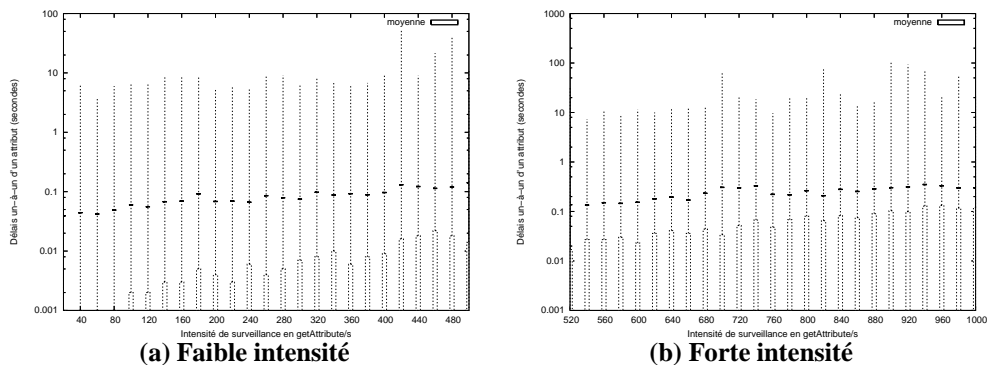 100
10
1
0.1
0.01
0.001
Délais un-à-un d'un attribut (secondes)
moyenne
40 80 120 160 200 240 280 320 360 400 440 480
Intensité de surveillance en getAttribute/s
(a) Faible intensité
1000
100
10
1
0.1
0.01
0.001
Délais un-à-un d'un attribut (secondes)
moyenne
520 560 600 640 680 720 760 800 840 880 920 960 1000
Intensité de surveillance en getAttribute/s
(b) Forte intensité